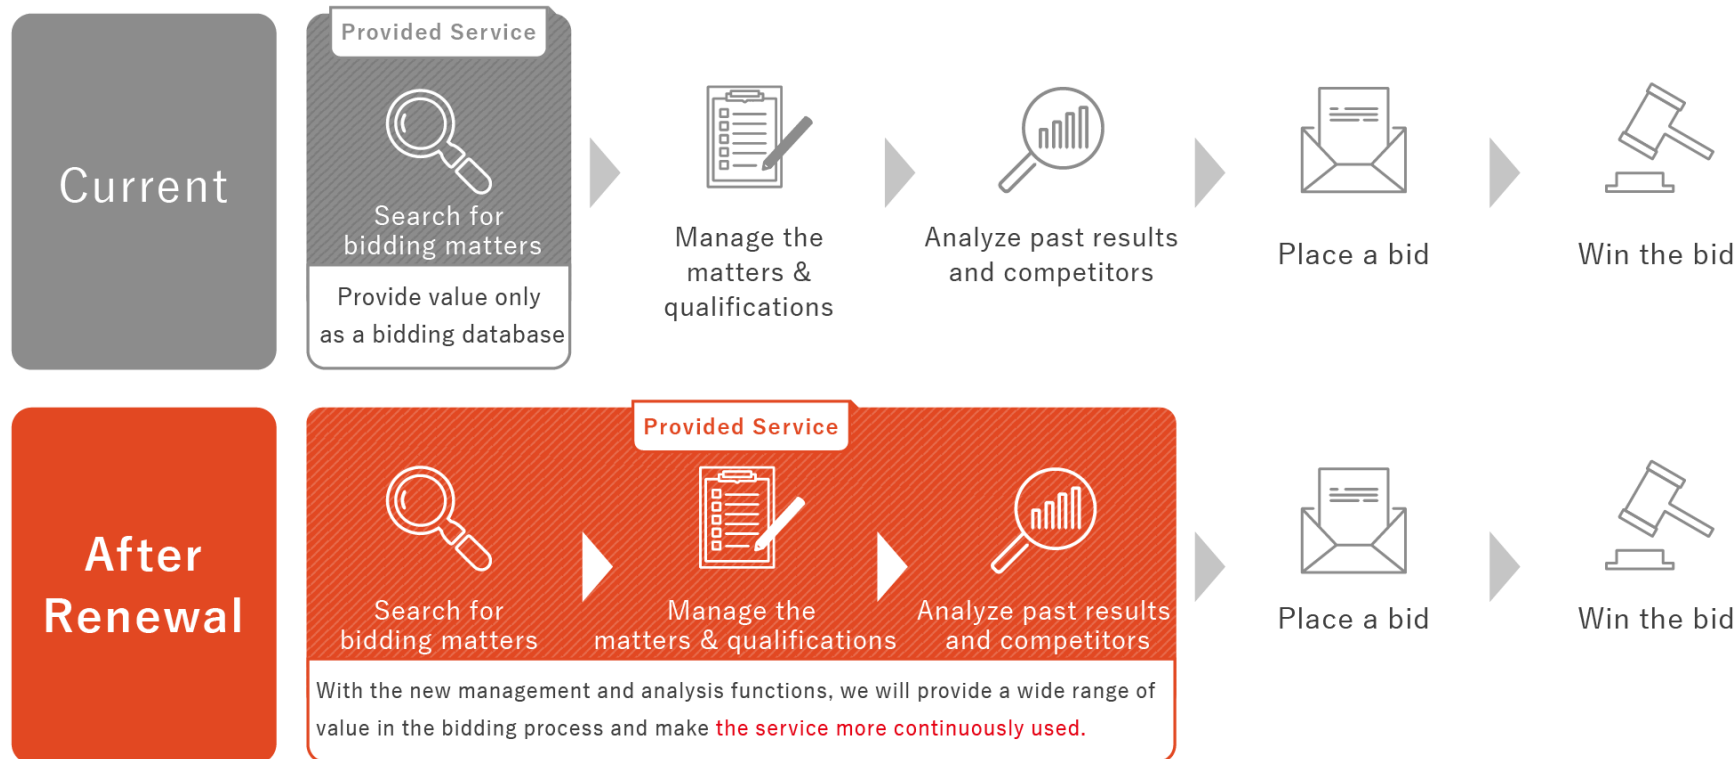 Current
Provided Service
Search for
bidding matters
Provide value only
as a bidding database
Manage the
matters &
qualifications
Analyze past results
and competitors
Place a bid
Win the bid
After
Renewal
Provided Service
Search for
bidding matters
Manage the
matters & qualifications
Analyze past results
and competitors
With the new management and analysis functions, we will provide a wide range of
value in the bidding process and make the service more continuously used.
Place a bid
Win the bid